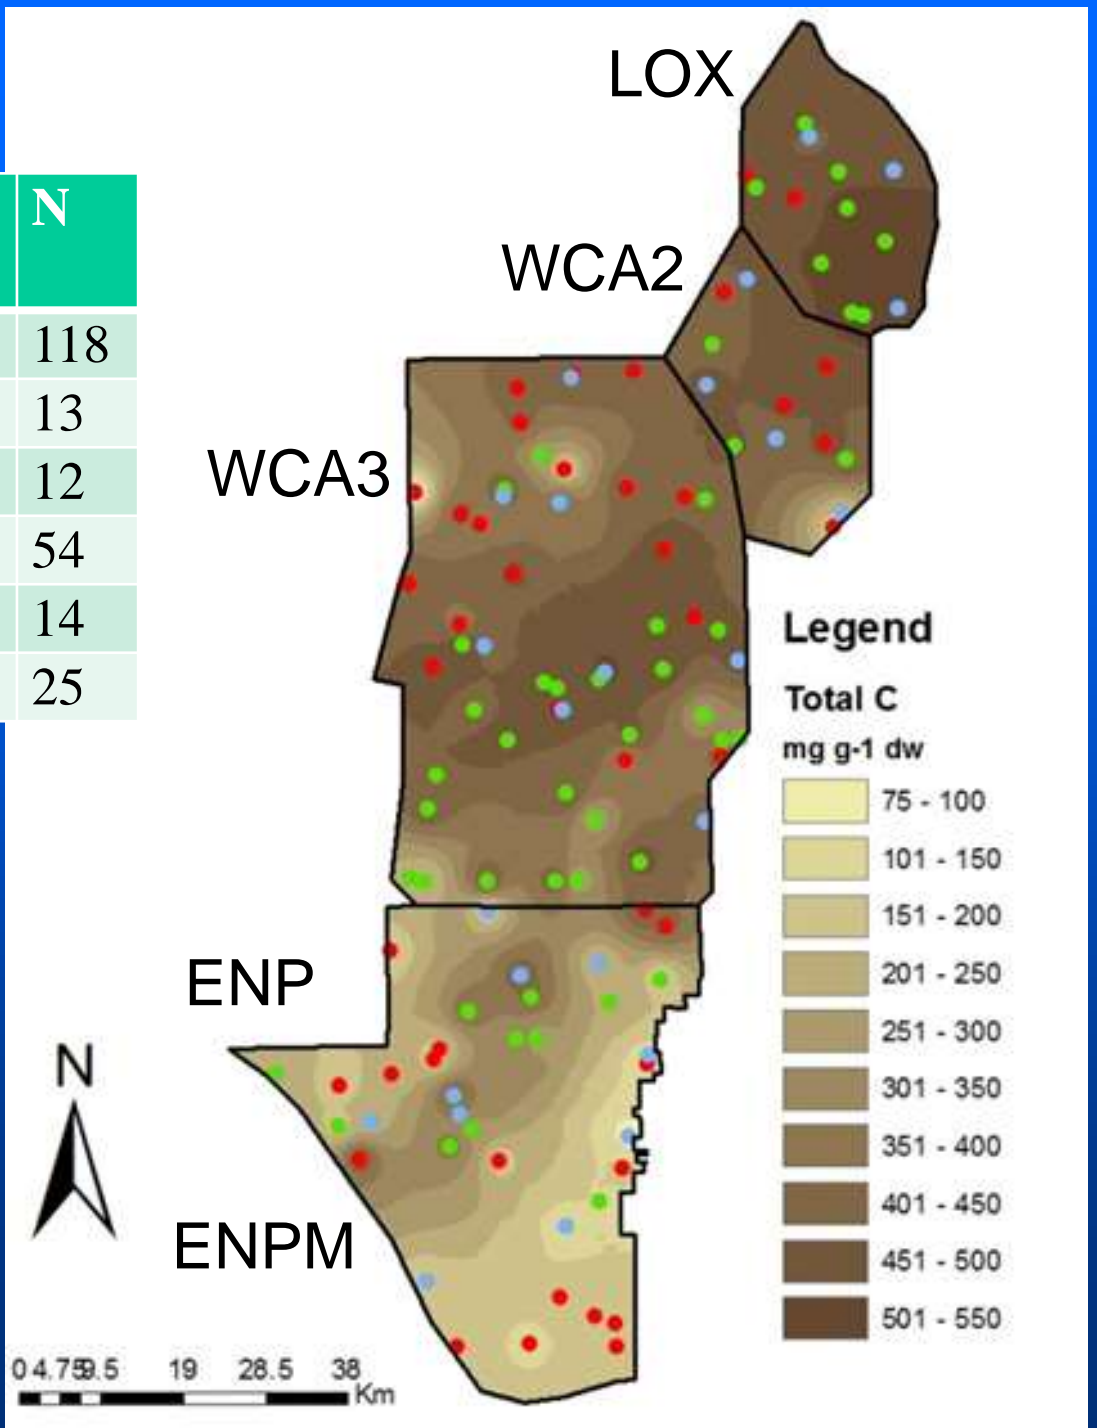 LOX
N
WCA2
118
13
WCA3
12
54
14
25
Legend
Total C
mg g-1 dw
75 - 100
101 - 150
151 - 200
201 - 250
251 - 300
301 - 350
351 - 400
401 - 450
451 - 500
501 - 550
ENP
N
ENPM
0 4.75 9.5 19 28.5 38
Km